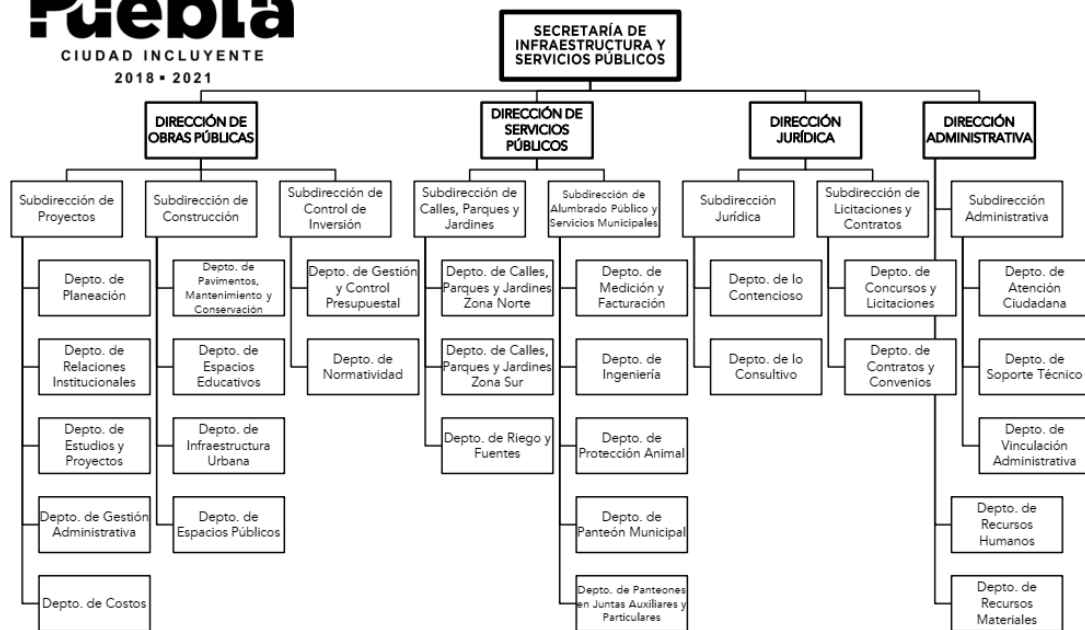 Puebla
CIUDAD INCLUYENTE
2018 ▪ 2021
SECRETARÍA DE
INFRAESTRUCTURA Y
SERVICIOS PÚBLICOS
DIRECCIÓN DE
OBRAS PÚBLICAS
DIRECCIÓN DE
SERVICIOS
PÚBLICOS
DIRECCIÓN
JURÍDICA
DIRECCIÓN
ADMINISTRATIVA
Subdirección de
Proyectos
Subdirección de
Construcción
Subdirección de
Control de
Inversión
Subdirección de
Calles, Parques y
Jardines
Subdirección de
Alumbrado Público y
Servicios Municipales
Subdirección
Jurídica
Subdirección de
Licitaciones y
Contratos
Subdirección
Administrativa
Depto. de
Planeación
Depto. de
Pavimentos,
Mantenimiento y
Conservación
Depto. de Gestión
y Control
Presupuestal
Depto. de Calles,
Parques y Jardines
Zona Norte
Depto. de
Medición y
Facturación
Depto. de lo
Contencioso
Depto. de
Concursos y
Licitaciones
Depto. de
Atención
Ciudadana
Depto. de
Relaciones
Institucionales
Depto. de
Espacios
Educativos
Depto. de
Normatividad
Depto. de Calles,
Parques y Jardines
Zona Sur
Depto. de
Ingeniería
Depto. de lo
Consultivo
Depto. de
Contratos y
Convenios
Depto. de
Soporte Técnico
Depto. de
Estudios y
Proyectos
Depto. de
Infraestructura
Urbana
Depto. de Riego y
Fuentes
Depto. de
Protección Animal
Depto. de
Vinculación
Administrativa
Depto. de Gestión
Administrativa
Depto. de
Espacios Públicos
Depto. de
Panteón Municipal
Depto. de
Recursos
Humanos
Depto. de Costos
Depto. de Panteones
en Juntas Auxiliares y
Particulares
Depto. de
Recursos
Materiales